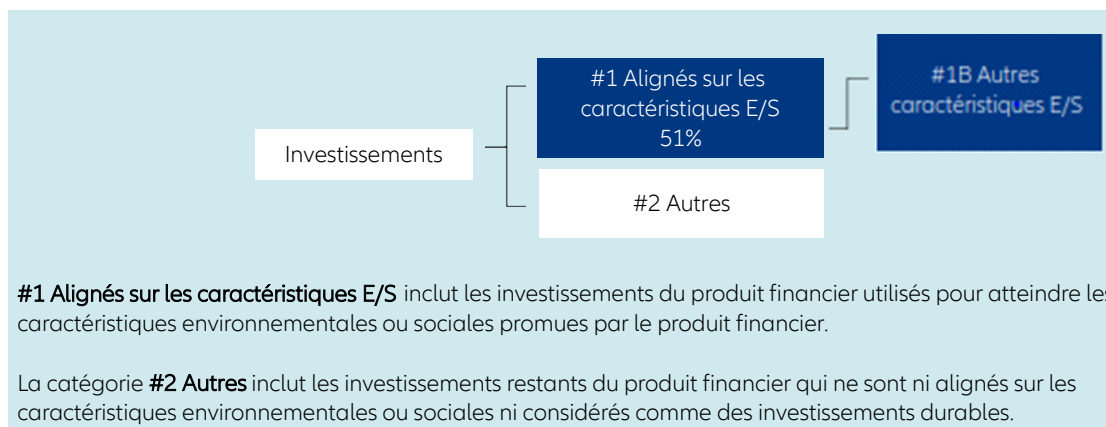 #1 Alignés sur les
caractéristiques E/S
51%
#1B Autres
caractéristiques E/S
Investissements
#2 Autres
#1 Alignés sur les caractéristiques E/S inclut les investissements du produit financier utilisés pour atteindre les
caractéristiques environnementales ou sociales promues par le produit financier.
La catégorie #2 Autres inclut les investissements restants du produit financier qui ne sont ni alignés sur les
caractéristiques environnementales ou sociales ni considérés comme des investissements durables.